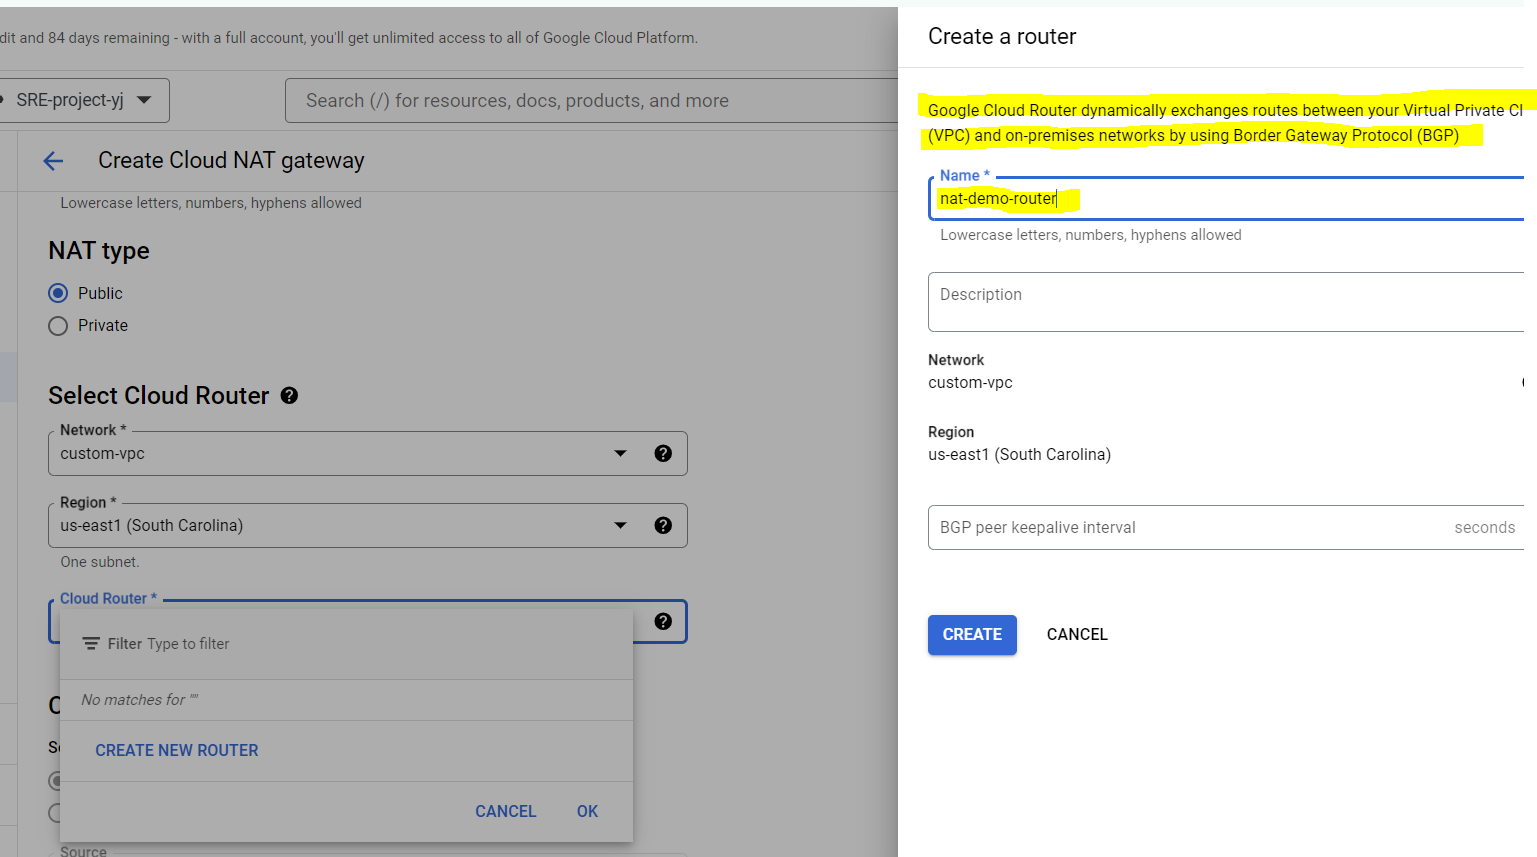 dit and 84 days remaining - with a full account, you'll get unlimited access to all of Google Cloud Platform.
SRE-project-yj
Search (/) for resources, docs, products, and more
Create Cloud NAT gateway
Lowercase letters, numbers, hyphens allowed
NAT type
Public
Private
Select Cloud Router
Network *
custom-vpc
Region *
us-east1 (South Carolina)
One subnet.
Cloud Router *
Filter Type to filter
No matches for ""
CREATE NEW ROUTER
CANCEL OK
Source
Create a router
Google Cloud Router dynamically exchanges routes between your Virtual Private Cl
(VPC) and on-premises networks by using Border Gateway Protocol (BGP)
Name *
nat-demo-router
Lowercase letters, numbers, hyphens allowed
Description
Network
custom-vpc
Region
us-east1 (South Carolina)
BGP peer keepalive interval seconds
CREATE CANCEL